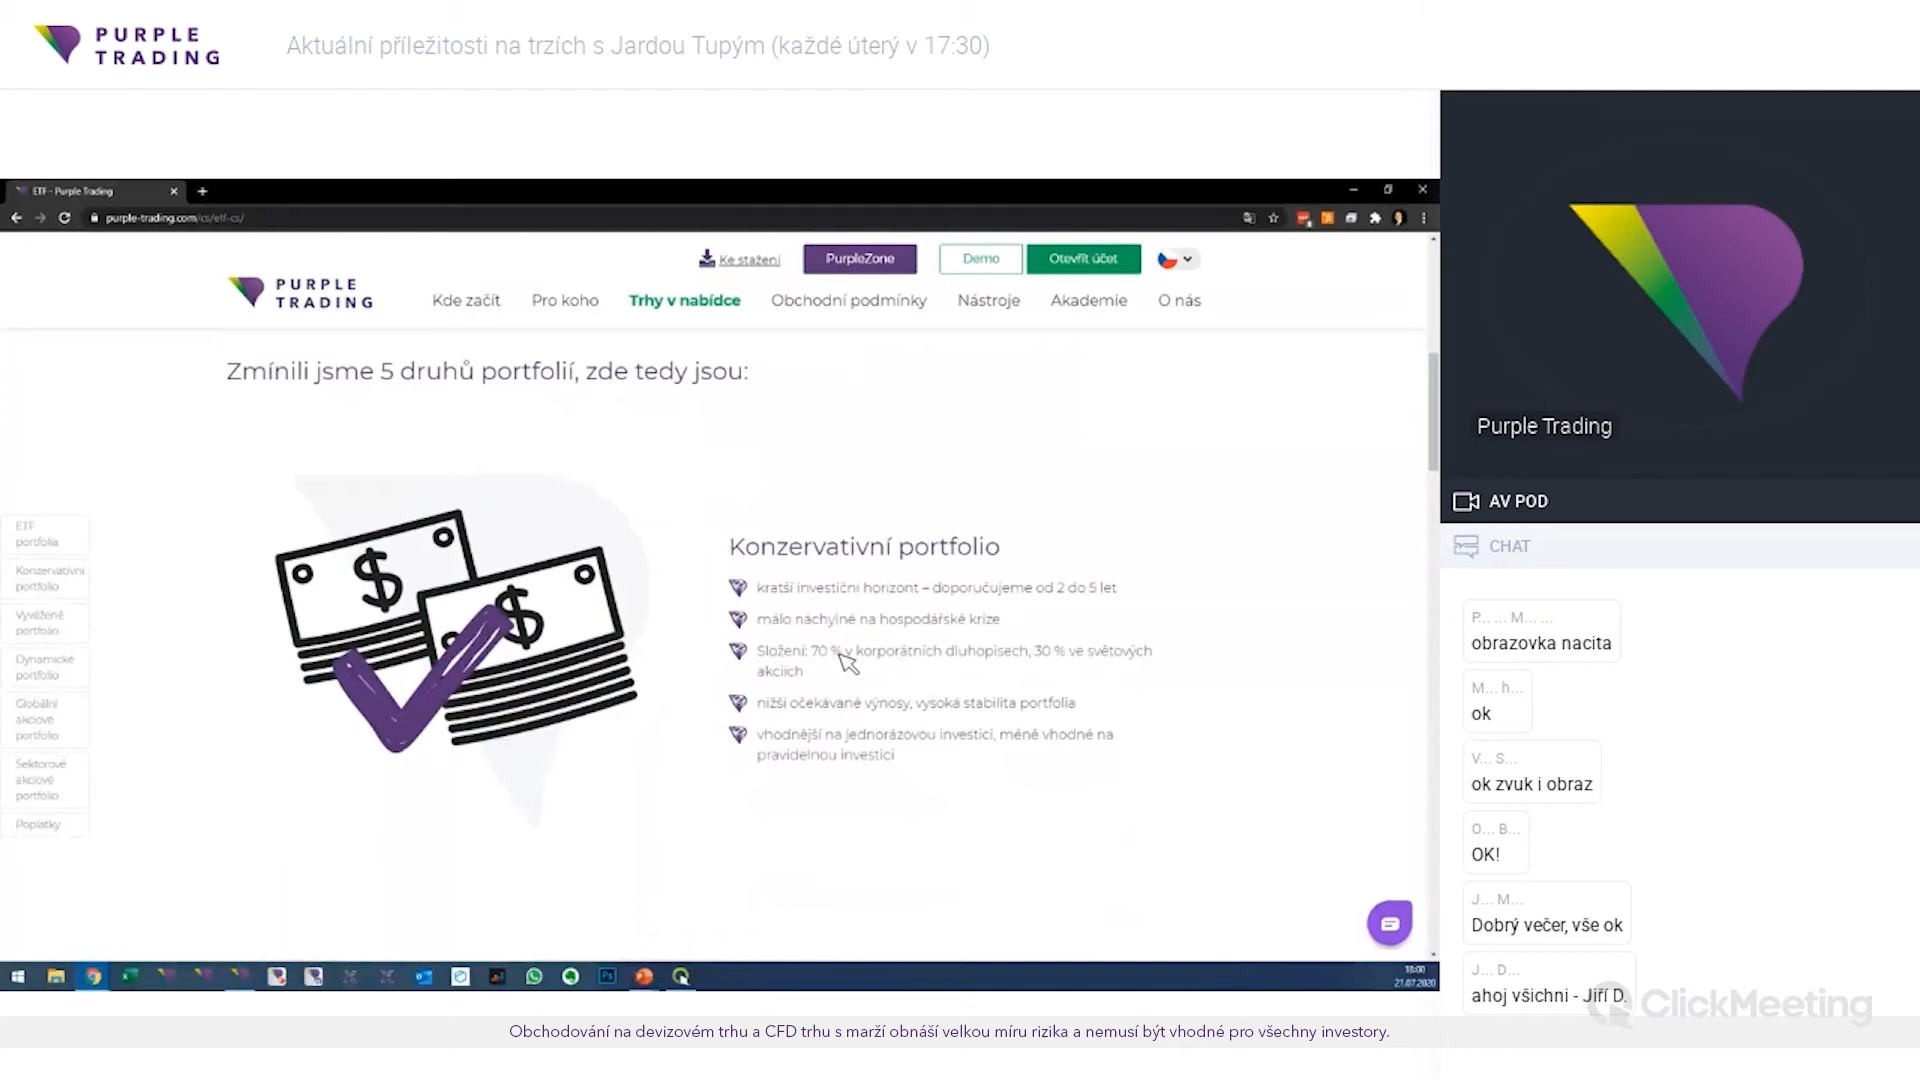 PURPLE
TRADING
Aktuální příležitosti na trzích s Jardou Tupým (každé úterý v 17:30)
ETF - Purple Trading
purple-trading.com/cs/etf-cs/
Ke stažení
PurpleZone
Demo
Otevřít účet
PURPLE
TRADING
Kde začít
Pro koho
Trhy v nabídce
Obchodní podmínky
Nástroje
Akademie
O nás
Zmínili jsme 5 druhů portfolií, zde tedy jsou:
ETF
portfolia
Konzervativní
portfolio
Vyvážené
portfolio
Dynamické
portfolio
Globální
akciové
portfolio
Sektorové
akciové
portfolio
Poplatky
$
$
Konzervativní portfolio
kratší investiční horizont – doporučujeme od 2 do 5 let
málo náchylné na hospodářské krize
Složení: 70 % v korporátních dluhopisech, 30 % ve světových
akciích
nižší očekávané výnosy, vysoká stabilita portfolia
vhodnější na jednorázovou investici, méně vhodné na
pravidelnou investici
18:00
21.07.2020
Purple Trading
AV POD
CHAT
P... ... M... ...
obrazovka nacita
M... h...
ok
V... S...
ok zvuk i obraz
O... B...
OK!
J... M...
Dobrý večer, vše ok
J... D...
ahoj všichni - Jiří D.
ClickMeeting
Obchodování na devizovém trhu a CFD trhu s marží obnáší velkou míru rizika a nemusí být vhodné pro všechny investory.